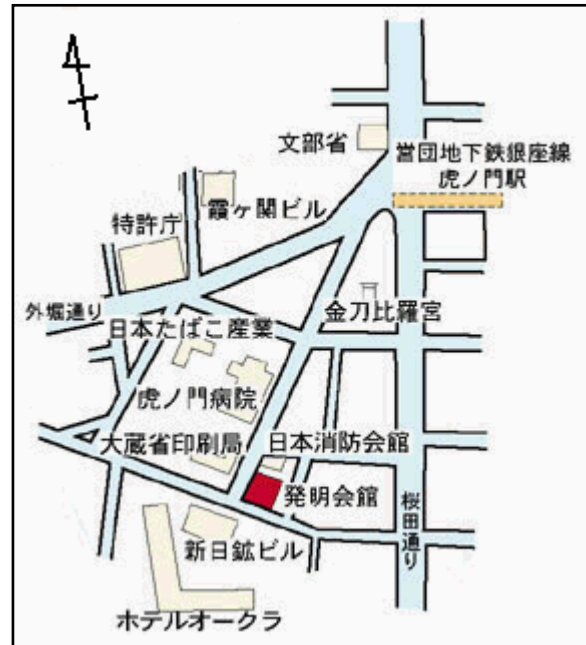 文部省
営団地下鉄銀座線
虎ノ門駅
霞ヶ関ビル
特許庁
外堀通り
金刀比羅宮
日本たばこ産業
虎ノ門病院
大蔵省印刷局
日本消防会館
発明会館
桜田通り
新日鉱ビル
ホテルオークラ